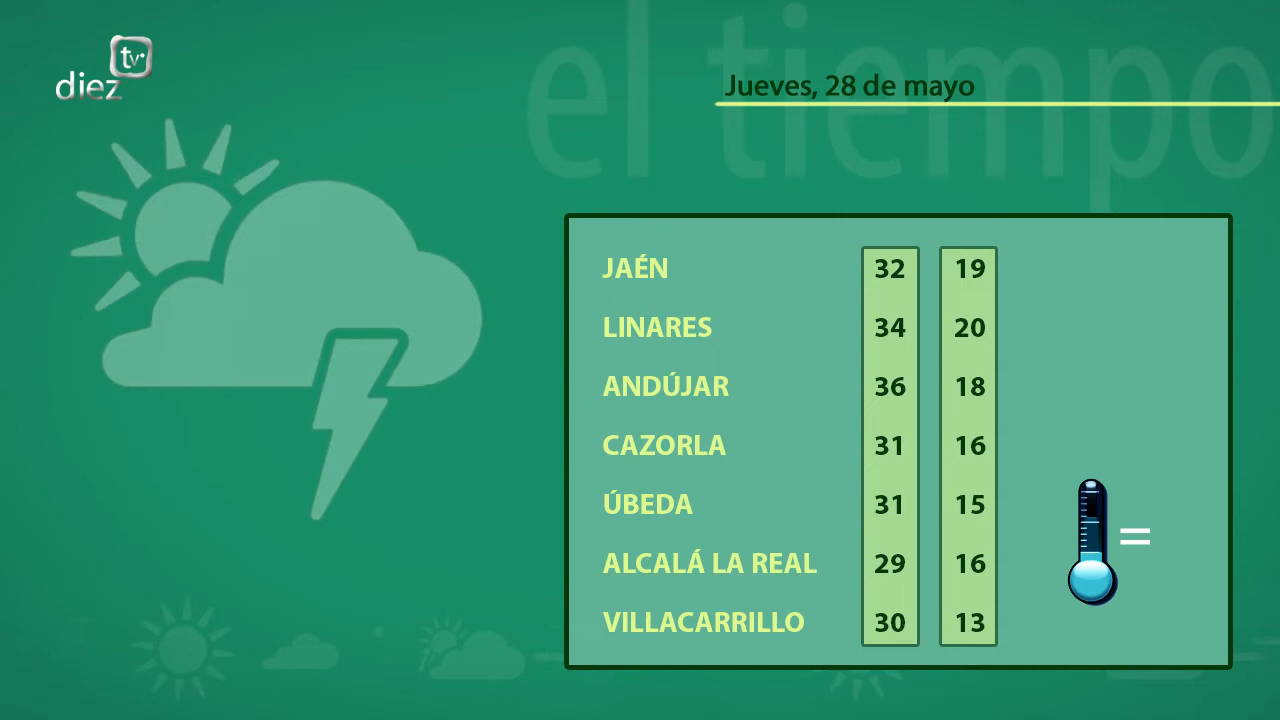 diez tv
el tiempo
Jueves, 28 de mayo
JAÉN 32 19
LINARES 34 20
ANDÚJAR 36 18
CAZORLA 31 16
ÚBEDA 31 15
ALCALÁ LA REAL 29 16
VILLACARRILLO 30 13
=